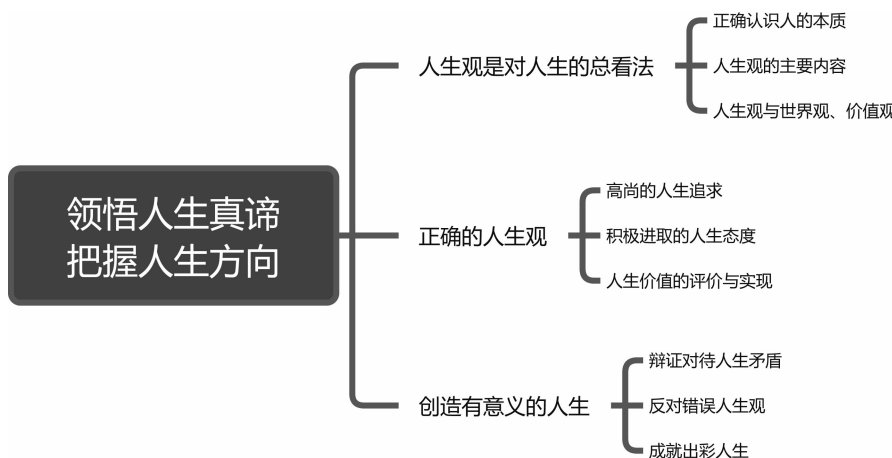 领悟人生真谛
把握人生方向
人生观是对人生的总看法
正确认识人的本质
人生观的主要内容
人生观与世界观、价值观
正确的人生观
高尚的人生追求
积极进取的人生态度
人生价值的评价与实现
创造有意义的人生
辩证对待人生矛盾
反对错误人生观
成就出彩人生